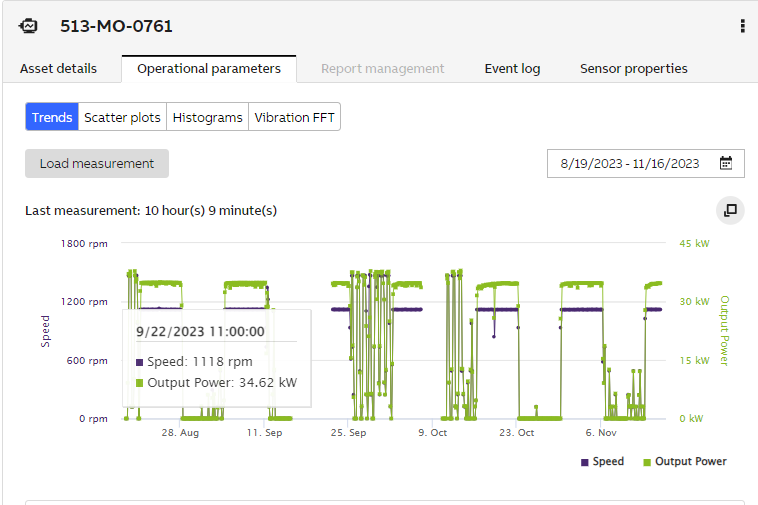 513-MO-0761
Asset details Operational parameters Report management Event log Sensor properties
Trends Scatter plots Histograms Vibration FFT
Load measurement 8/19/2023 - 11/16/2023
Last measurement: 10 hour(s) 9 minute(s)
1800 rpm 45 kW
1200 rpm 30 kW
Speed
Output Power
9/22/2023 11:00:00
Speed: 1118 rpm
Output Power: 34.62 kW
600 rpm 15 kW
0 rpm 0 kW
28. Aug 11. Sep 25. Sep 9. Oct 23. Oct 6. Nov
Speed Output Power